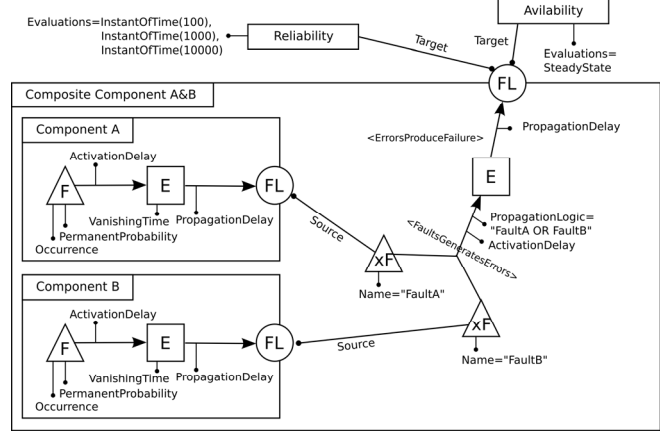 Avilability
Evaluations=InstantOfTime(100),
InstantOfTime(1000),
InstantOfTime(10000)
Reliability
Target
Target
Evaluations=
SteadyState
FL
Composite Component A&B
<ErrorsProduceFailure>
PropagationDelay
Component A
ActivationDelay
F
E
FL
E
VanishingTime
PropagationDelay
PermanentProbability
Occurrence
Source
PropagationLogic=
"FaultA OR FaultB"
ActivationDelay
<FaultsGeneratesErrors>
xF
Name="FaultA"
Component B
ActivationDelay
F
E
FL
xF
Source
VanishingTime
PropagationDelay
PermanentProbability
Occurrence
Name="FaultB"